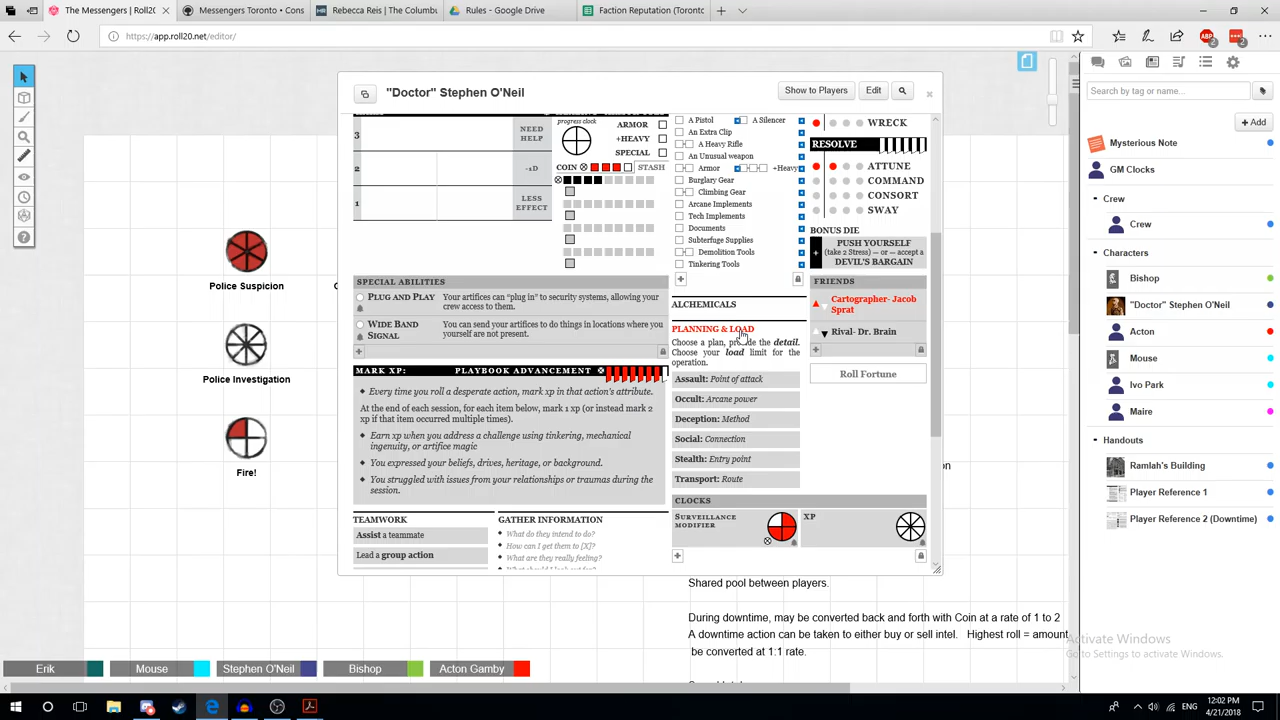 The Messengers | Roll20
Messengers Toronto • Cons
Rebecca Reis | The Columbu
Rules - Google Drive
Faction Reputation (Toronto
https://app.roll20.net/editor/
"Doctor" Stephen O'Neil
Show to Players
Edit
Search by tag or name...
+ Add
Mysterious Note
GM Clocks
Crew
Crew
Characters
Bishop
"Doctor" Stephen O'Neil
Acton
Mouse
Ivo Park
Maire
Handouts
Ramlah's Building
Player Reference 1
Player Reference 2 (Downtime)
Police Suspicion
Police Investigation
Fire!
3
NEED HELP
2
-1D
1
LESS EFFECT
progress clock
ARMOR
+HEAVY
SPECIAL
COIN
STASH
A Pistol
A Silencer
An Extra Clip
A Heavy Rifle
An Unusual weapon
Armor
+Heavy
Burglary Gear
Climbing Gear
Arcane Implements
Tech Implements
Documents
Subterfuge Supplies
Demolition Tools
Tinkering Tools
WRECK
RESOLVE
ATTUNE
COMMAND
CONSORT
SWAY
BONUS DIE
PUSH YOURSELF
(take 2 Stress) — or — accept a
DEVIL'S BARGAIN
SPECIAL ABILITIES
PLUG AND PLAY
Your artifices can "plug in" to security systems, allowing your
crew access to them.
WIDE BAND
SIGNAL
You can send your artifices to do things in locations where you
yourself are not present.
ALCHEMICALS
PLANNING & LOAD
Choose a plan, provide the detail.
Choose your load limit for the
operation.
Assault: Point of attack
Occult: Arcane power
Deception: Method
Social: Connection
Stealth: Entry point
Transport: Route
FRIENDS
Cartographer- Jacob
Sprat
Rival- Dr. Brain
Roll Fortune
MARK XP:
PLAYBOOK ADVANCEMENT
Every time you roll a desperate action, mark xp in that action's attribute.
At the end of each session, for each item below, mark 1 xp (or instead mark 2
xp if that item occurred multiple times).
Earn xp when you address a challenge using tinkering, mechanical
ingenuity, or artifice magic
You expressed your beliefs, drives, heritage, or background.
You struggled with issues from your relationships or traumas during the
session.
TEAMWORK
Assist a teammate
Lead a group action
GATHER INFORMATION
What do they intend to do?
How can I get them to [X]?
What are they really feeling?
What should I look out for?
CLOCKS
SURVEILLANCE
MODIFIER
XP
Shared pool between players.
During downtime, may be converted back and forth with Coin at a rate of 1 to 2
A downtime action can be taken to either buy or sell intel. Highest roll = amount
be converted at 1:1 rate.
Activate Windows
Go to Settings to activate Windows.
Erik
Mouse
Stephen O'Neil
Bishop
Acton Gamby
ENG
12:02 PM
4/21/2018